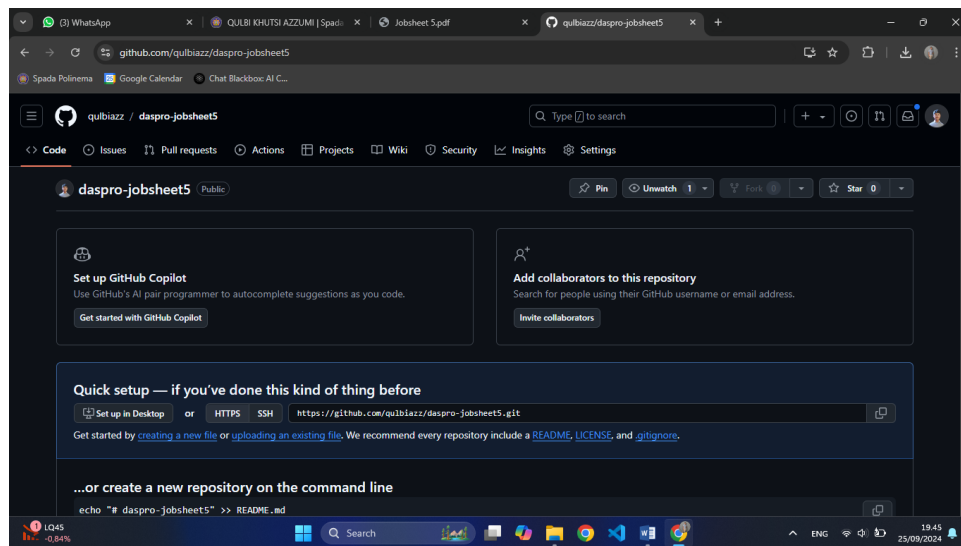 (3) WhatsApp
QULBI KHUTSI AZZUMI | Spada
Jobsheet 5.pdf
qulbiazz/daspro-jobsheet5
github.com/qulbiazz/daspro-jobsheet5
Spada Polinema Google Calendar Chat Blackbox: AI C...
qulbiazz / daspro-jobsheet5
Type / to search
<> Code Issues Pull requests Actions Projects Wiki Security Insights Settings
daspro-jobsheet5 Public
Pin Unwatch 1 Fork 0 Star 0
Set up GitHub Copilot
Use GitHub's AI pair programmer to autocomplete suggestions as you code.
Get started with GitHub Copilot
Add collaborators to this repository
Search for people using their GitHub username or email address.
Invite collaborators
Quick setup — if you've done this kind of thing before
Set up in Desktop or HTTPS SSH https://github.com/qulbiazz/daspro-jobsheet5.git
Get started by creating a new file or uploading an existing file. We recommend every repository include a README, LICENSE, and .gitignore.
...or create a new repository on the command line
echo "# daspro-jobsheet5" >> README.md
1
LQ45
-0,84%
Search
ENG
19.45
25/09/2024